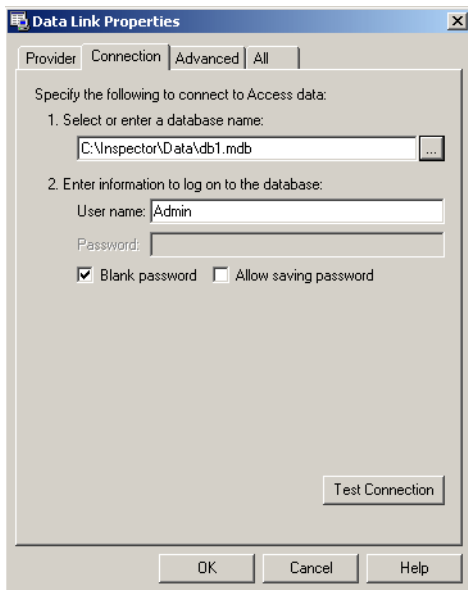 Data Link Properties
Provider Connection Advanced All
Specify the following to connect to Access data:
1. Select or enter a database name:
C:\Inspector\Data\db1.mdb ...
2. Enter information to log on to the database:
User name: Admin
Password:
Blank password Allow saving password
Test Connection
OK Cancel Help